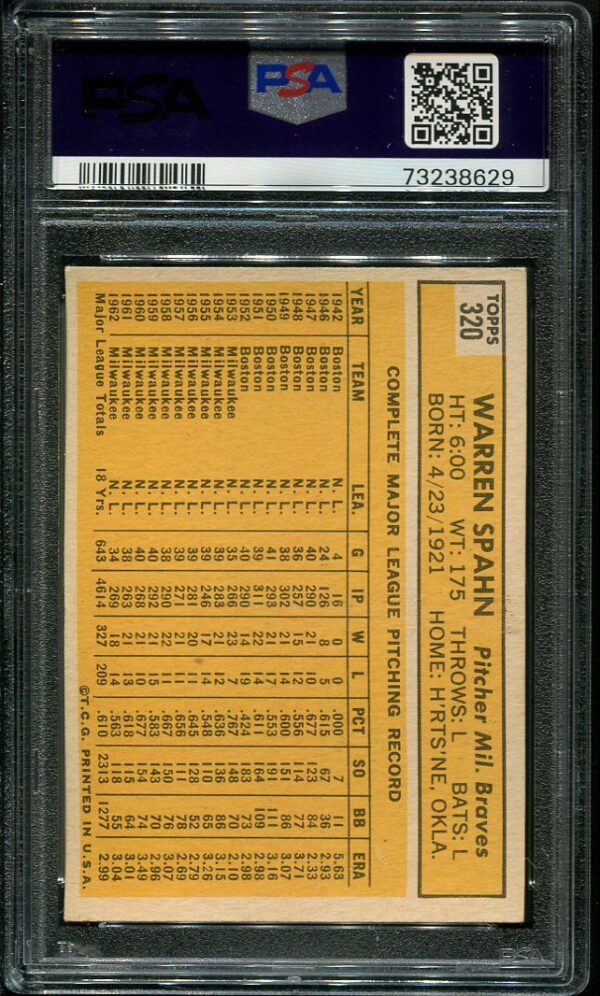 PSA
PSA
73238629
TOPPS
320
WARREN SPAHN Pitcher Mil. Braves
HT: 6:00 WT: 175 THROWS: L BATS: L
BORN: 4/23/1921 HOME: H'RTS'NE, OKLA.
COMPLETE MAJOR LEAGUE PITCHING RECORD
YEAR TEAM LEA. G IP W L PCT SO BB ERA
1942 Boston N. L. 4 16 0 0 .000 7 11 5.63
1946 Boston N. L. 24 126 8 5 .615 67 36 2.93
1947 Boston N. L. 40 290 21 10 .677 123 84 2.33
1948 Boston N. L. 36 257 15 12 .556 114 77 3.71
1949 Boston N. L. 38 302 21 14 .600 151 86 3.07
1950 Boston N. L. 41 293 21 17 .553 191 111 3.16
1951 Boston N. L. 39 311 22 14 .611 164 109 2.98
1952 Boston N. L. 40 290 14 19 .424 183 73 2.98
1953 Milwaukee N. L. 35 266 23 7 .767 148 70 2.10
1954 Milwaukee N. L. 39 283 21 12 .636 136 86 3.15
1955 Milwaukee N. L. 39 246 17 14 .548 110 65 3.26
1956 Milwaukee N. L. 39 281 20 11 .645 128 52 2.79
1957 Milwaukee N. L. 39 271 21 11 .656 111 78 2.69
1958 Milwaukee N. L. 38 290 22 11 .667 150 76 3.07
1959 Milwaukee N. L. 40 292 21 15 .583 143 70 2.96
1960 Milwaukee N. L. 40 268 21 10 .677 154 74 3.49
1961 Milwaukee N. L. 38 263 21 13 .618 115 64 3.01
1962 Milwaukee N. L. 34 269 18 14 .563 118 55 3.04
Major League Totals 18 Yrs. 643 4614 327 209 .610 2313 1277 2.99
©T.C.G. PRINTED IN U.S.A.
PSA